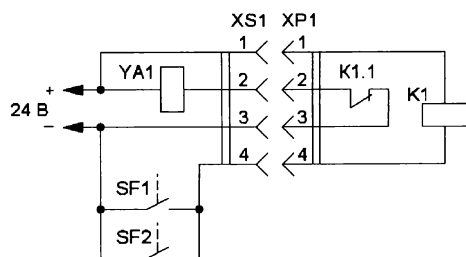 XS1 XP1
1 1
YA1 K1.1
+ 2 2 K1
24 В
– 3 3
4 4
SF1
SF2